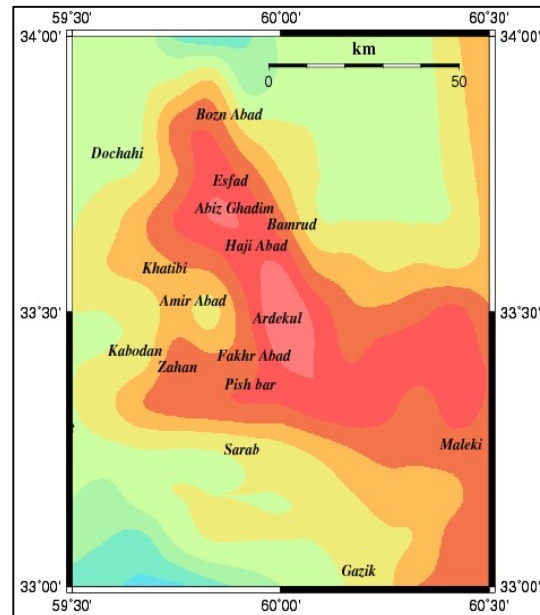 59°30' 60°00' 60°30'
34°00' 34°00'
km
0 50
Bozn Abad
Dochahi
Esfad
Abiz Ghadim
Bamrud
Haji Abad
Khatibi
Amir Abad
33°30' 33°30'
Ardekul
Kabodan
Fakhr Abad
Zahan
Pish bar
Maleki
Sarab
Gazik
33°00' 33°00'
59°30' 60°00' 60°30'